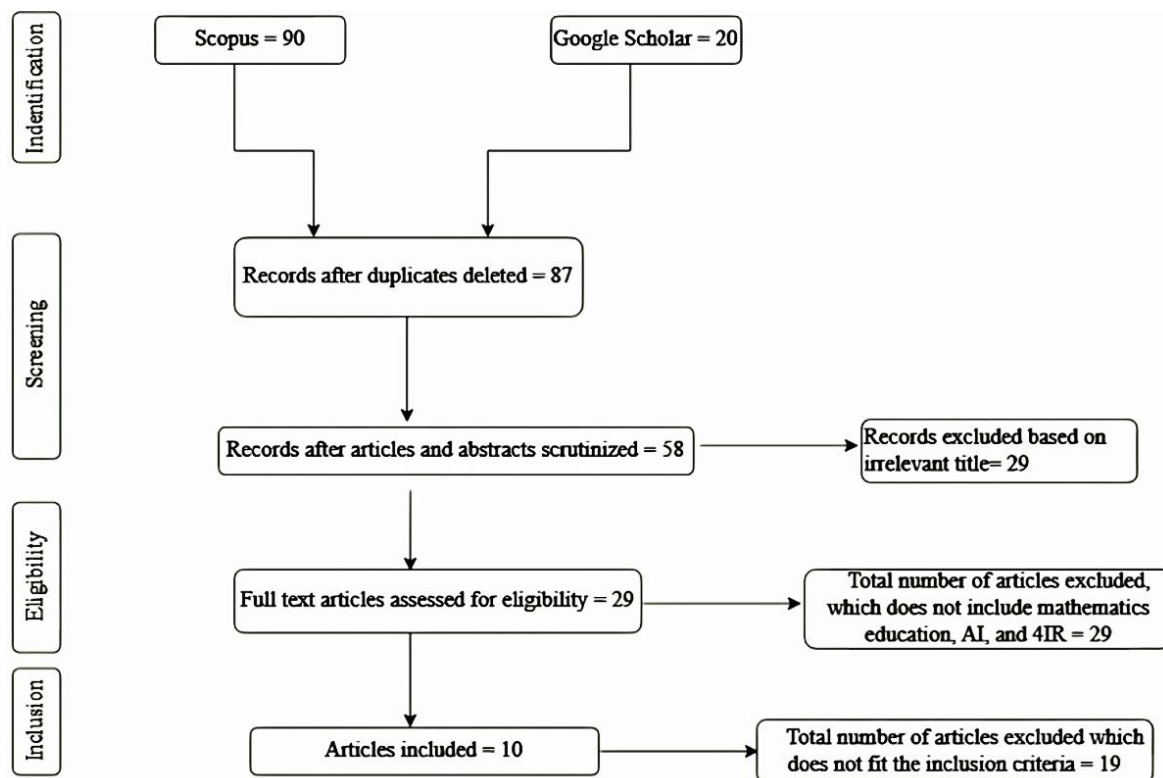 Indentification
Scopus = 90
Google Scholar = 20
Screening
Records after duplicates deleted = 87
Records after articles and abstracts scrutinized = 58
Records excluded based on
irrelevant title= 29
Eligibility
Full text articles assessed for eligibility = 29
Total number of articles excluded,
which does not include mathematics
education, AI, and 4IR = 29
Inclusion
Articles included = 10
Total number of articles excluded which
does not fit the inclusion criteria = 19